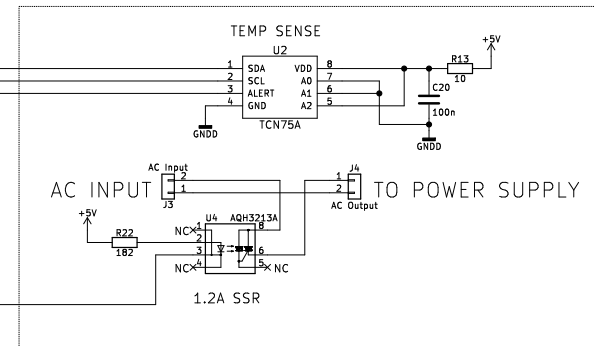 TEMP SENSE
U2
+5V
1 SDA VDD 8
2 SCL A0 7
3 ALERT A1 6
4 GND A2 5
R13
10
C20
100n
GNDD
TCN75A
GNDD
AC Input
2
1
J3
AC INPUT
J4
1
2
AC Output
TO POWER SUPPLY
+5V
R22
182
U4 AQH3213A
NC 1 8
2
3 6
NC 4 5 NC
1.2A SSR